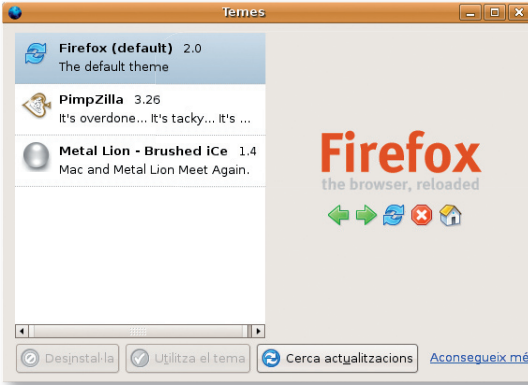 Temes
Firefox (default) 2.0
The default theme
PimpZilla 3.26
It's overdone... It's tacky... It's ...
Metal Lion - Brushed iCe 1.4
Mac and Metal Lion Meet Again.
Firefox
the browser, reloaded
Desinstal·la
Utilitza el tema
Cerca actualitzacions
Aconsegueix mé